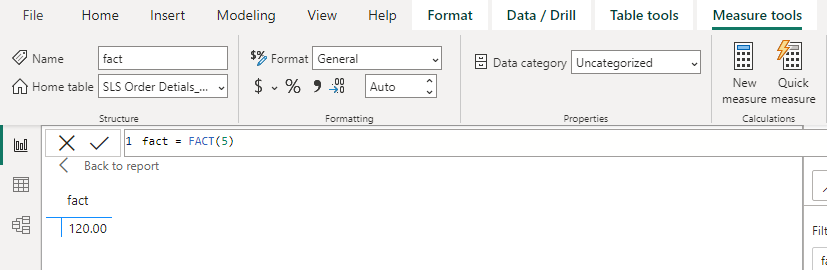 File Home Insert Modeling View Help Format Data / Drill Table tools Measure tools
Name fact $% Format General Data category Uncategorized New measure Quick measure
Home table SLS Order Detials_... $ % 9 .00 →.0 Auto
Structure Formatting Properties Calculations
1 fact = FACT(5)
Back to report
fact
120.00